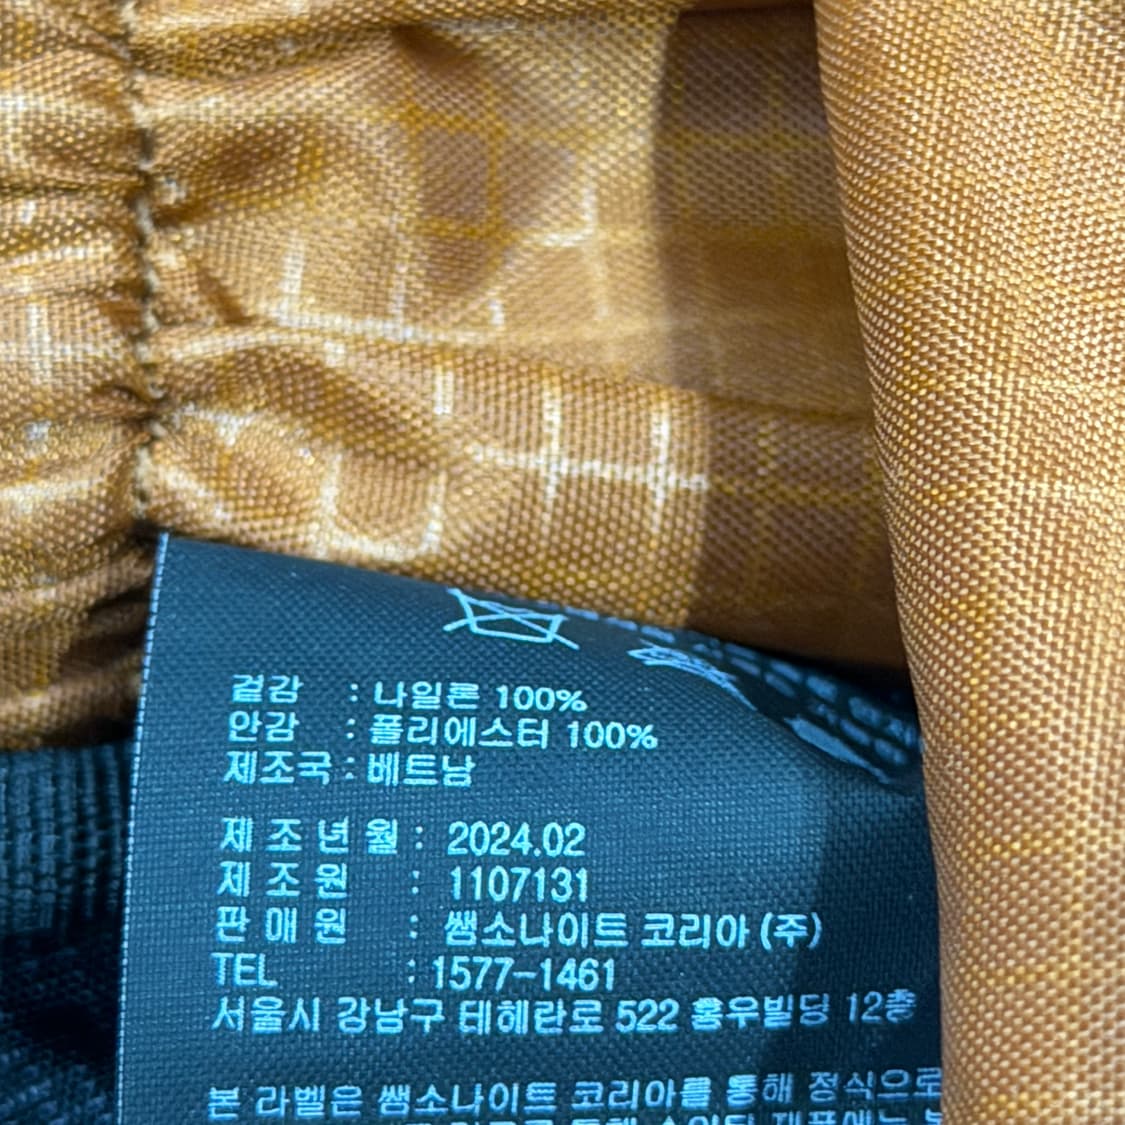 겉감 : 나일론 100%
안감 : 폴리에스터 100%
제조국 : 베트남
제 조 년 월 : 2024.02
제 조 원 : 1107131
판 매 원 : 쌤소나이트 코리아 (주)
TEL : 1577-1461
서울시 강남구 테헤란로 522 홍우빌딩 12층
본 라벨은 쌤소나이트 코리아를 통해 정식으로